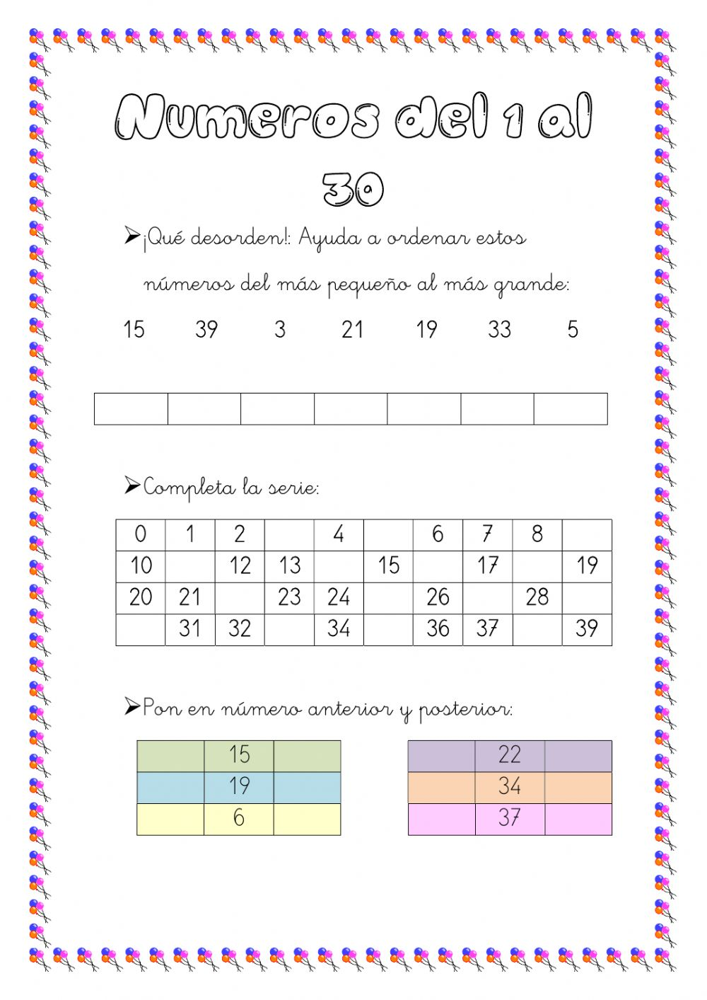 Numeros del 1 al
30
¡Qué desorden!: Ayuda a ordenar estos
números del más pequeño al más grande:
15 39 3 21 19 33 5
Completa la serie:
0 1 2 4 6 7 8
10 12 13 15 17 19
20 21 23 24 26 28
31 32 34 36 37 39
Pon en número anterior y posterior:
15 22
19 34
6 37